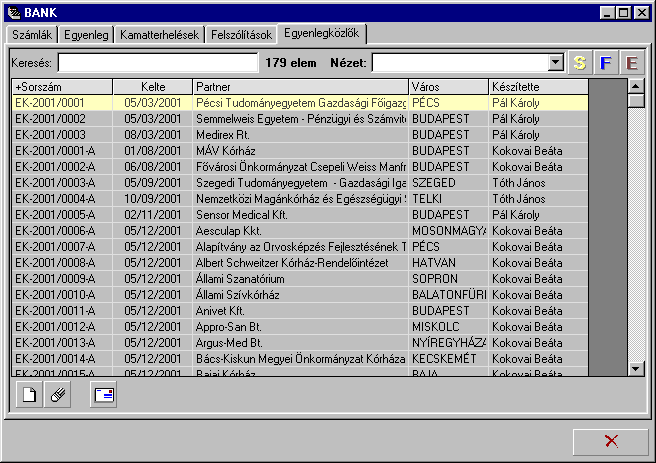 BANK
Számlák Egyenleg Kamatterhelések Felszólítások Egyenlegközlők
Keresés: 179 elem Nézet: S F E
+Sorszám Kelte Partner Város Készítette
EK-2001/0001 05/03/2001 Pécsi Tudományegyetem Gazdasági Főigazg PÉCS Pál Károly
EK-2001/0002 05/03/2001 Semmelweis Egyetem - Pénzügyi és Számvit BUDAPEST Pál Károly
EK-2001/0003 08/03/2001 Medirex Rt. BUDAPEST Pál Károly
EK-2001/0001-A 01/08/2001 MÁV Kórház BUDAPEST Kokovai Beáta
EK-2001/0002-A 06/08/2001 Fővárosi Önkormányzat Csepeli Weiss Manfr BUDAPEST Kokovai Beáta
EK-2001/0003-A 05/09/2001 Szegedi Tudományegyetem - Gazdasági Iga SZEGED Tóth János
EK-2001/0004-A 10/09/2001 Nemzetközi Magánkórház és Egészségügyi S TELKI Tóth János
EK-2001/0005-A 02/11/2001 Sensor Medical Kft. BUDAPEST Pál Károly
EK-2001/0006-A 05/12/2001 Aesculap Kkt. MOSONMAGYA Kokovai Beáta
EK-2001/0007-A 05/12/2001 Alapítvány az Orvosképzés Fejlesztésének T PÉCS Kokovai Beáta
EK-2001/0008-A 05/12/2001 Albert Schweitzer Kórház-Rendelőintézet HATVAN Kokovai Beáta
EK-2001/0009-A 05/12/2001 Állami Szanatórium SOPRON Kokovai Beáta
EK-2001/0010-A 05/12/2001 Állami Szívkórház BALATONFÜRI Kokovai Beáta
EK-2001/0011-A 05/12/2001 Anivet Kft. BUDAPEST Kokovai Beáta
EK-2001/0012-A 05/12/2001 Appro-San Bt. MISKOLC Kokovai Beáta
EK-2001/0013-A 05/12/2001 Argus-Med Bt. NYÍREGYHÁZA Kokovai Beáta
EK-2001/0014-A 05/12/2001 Bács-Kiskun Megyei Önkormányzat Kórháza KECSKEMÉT Kokovai Beáta
EK-2001/0015-A 05/12/2001 Bajai Kórház BAJA Kokovai Beáta